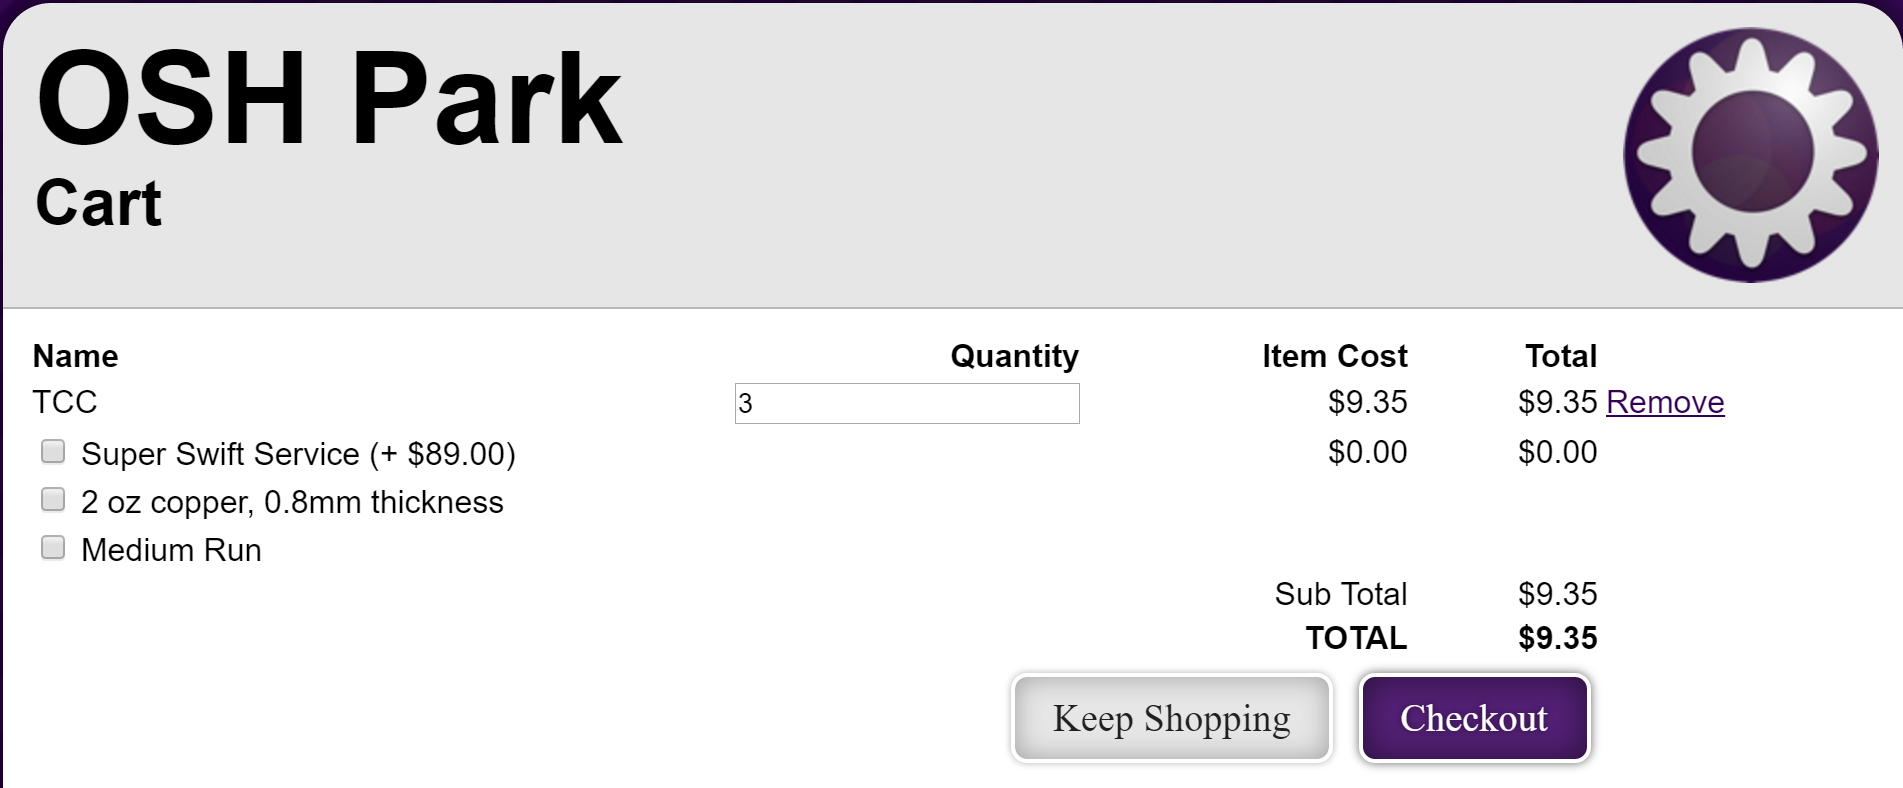 OSH Park
Cart
Name Quantity Item Cost Total
TCC 3 $9.35 $9.35 Remove
Super Swift Service (+ $89.00) $0.00 $0.00
2 oz copper, 0.8mm thickness
Medium Run
Sub Total $9.35
TOTAL $9.35
Keep Shopping Checkout